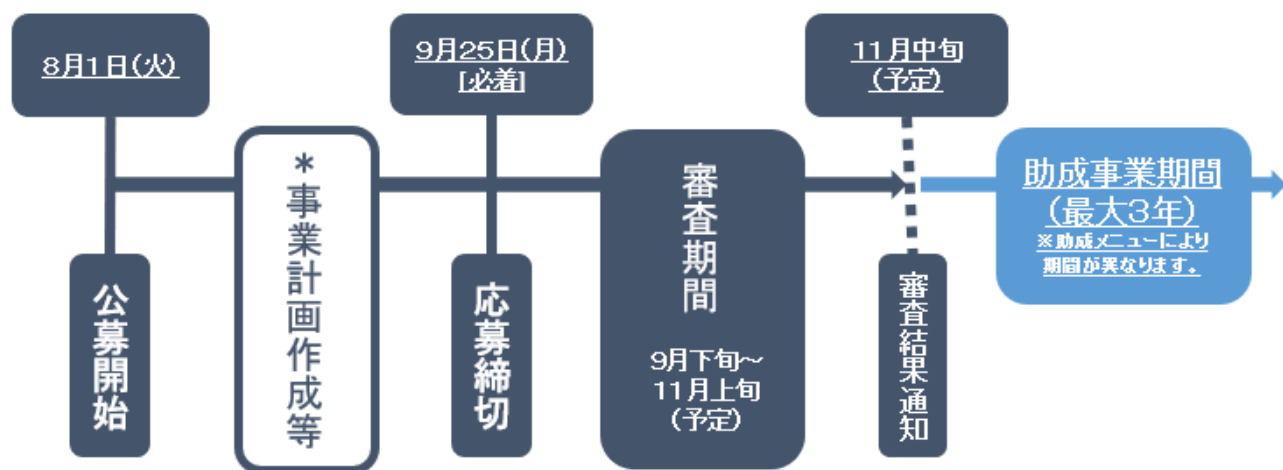 8月1日(火)
公募開始
*事業計画作成等
9月25日(月)
[必着]
応募締切
審査期間
9月下旬～
11月上旬
(予定)
11月中旬
(予定)
審査結果通知
助成事業期間
(最大3年)
※助成メニューにより
期間が異なります。